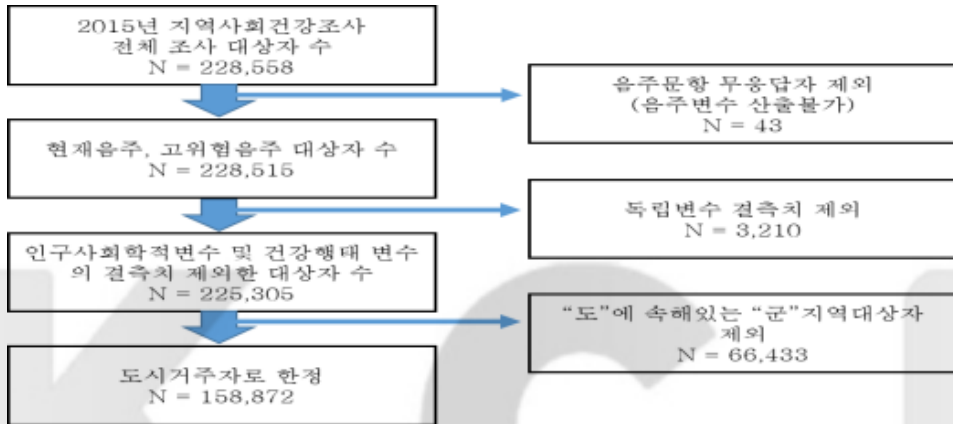 2015년 지역사회건강조사
전체 조사 대상자 수
N = 228,558
음주문항 무응답자 제외
(음주변수 산출불가)
N = 43
현재음주, 고위험음주 대상자 수
N = 228,515
독립변수 결측치 제외
N = 3,210
인구사회학적변수 및 건강행태 변수
의 결측치 제외한 대상자 수
N = 225,305
“도”에 속해있는 “군”지역대상자
제외
N = 66,433
도시거주자로 한정
N = 158,872